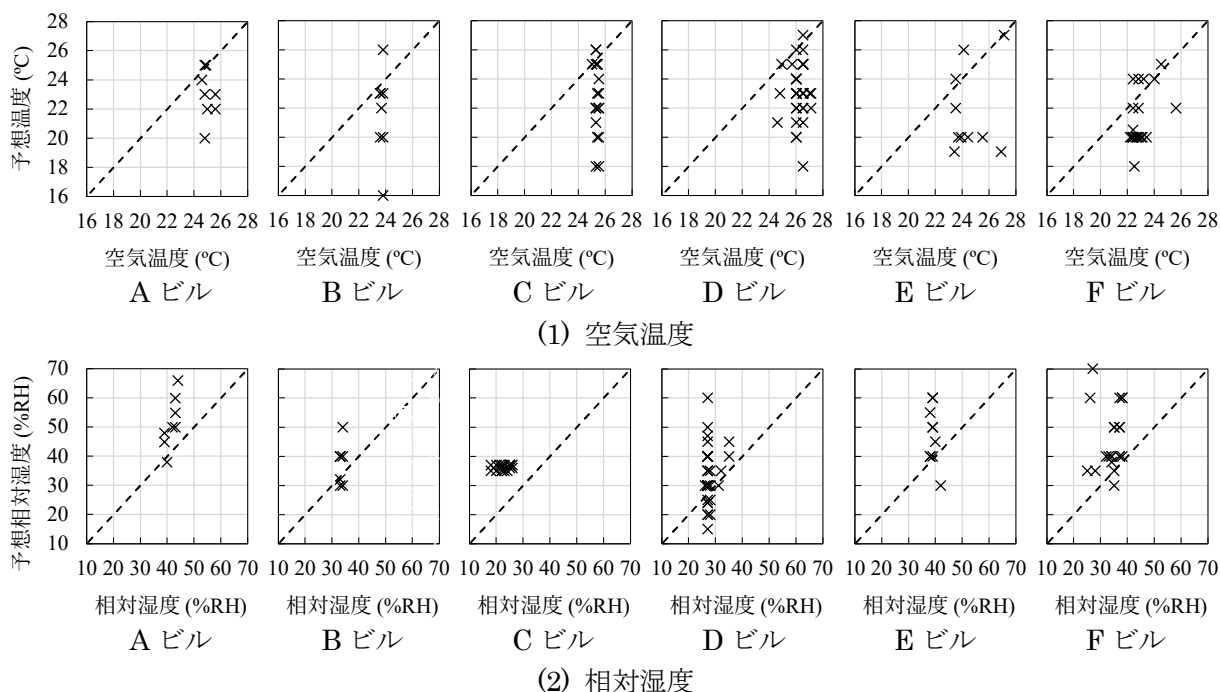 予想温度 (ºC)
28
26
24
22
20
18
16
16 18 20 22 24 26 28
16 18 20 22 24 26 28
16 18 20 22 24 26 28
16 18 20 22 24 26 28
16 18 20 22 24 26 28
16 18 20 22 24 26 28
空気温度 (ºC)
空気温度 (ºC)
空気温度 (ºC)
空気温度 (ºC)
空気温度 (ºC)
空気温度 (ºC)
A ビル
B ビル
C ビル
D ビル
E ビル
F ビル
(1) 空気温度
予想相対湿度 (%RH)
70
60
50
40
30
20
10
10 20 30 40 50 60 70
10 20 30 40 50 60 70
10 20 30 40 50 60 70
10 20 30 40 50 60 70
10 20 30 40 50 60 70
10 20 30 40 50 60 70
相対湿度 (%RH)
相対湿度 (%RH)
相対湿度 (%RH)
相対湿度 (%RH)
相対湿度 (%RH)
相対湿度 (%RH)
A ビル
B ビル
C ビル
D ビル
E ビル
F ビル
(2) 相対湿度